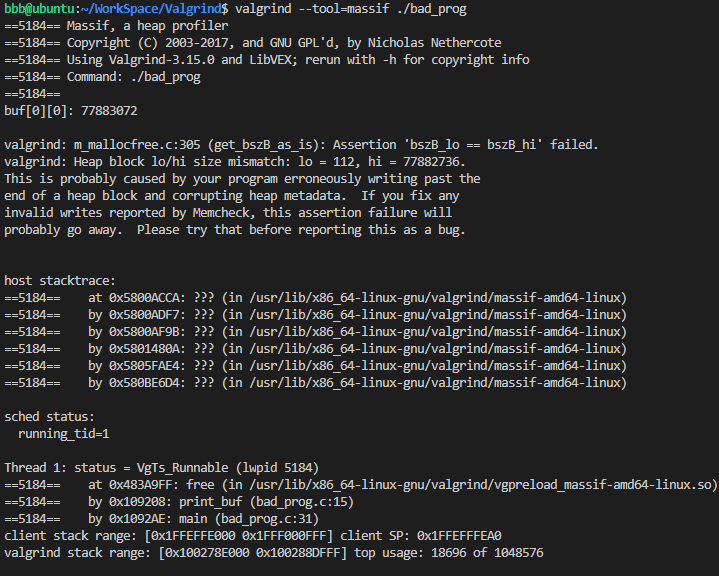 bbb@ubuntu:~/WorkSpace/Valgrind$ valgrind --tool=massif ./bad_prog
==5184== Massif, a heap profiler
==5184== Copyright (C) 2003-2017, and GNU GPL'd, by Nicholas Nethercote
==5184== Using Valgrind-3.15.0 and LibVEX; rerun with -h for copyright info
==5184== Command: ./bad_prog
==5184==
buf[0][0]: 77883072

valgrind: m_mallocfree.c:305 (get_bszB_as_is): Assertion 'bszB_lo == bszB_hi' failed.
valgrind: Heap block lo/hi size mismatch: lo = 112, hi = 77882736.
This is probably caused by your program erroneously writing past the
end of a heap block and corrupting heap metadata.  If you fix any
invalid writes reported by Memcheck, this assertion failure will
probably go away.  Please try that before reporting this as a bug.

host stacktrace:
==5184==    at 0x5800ACCA: ??? (in /usr/lib/x86_64-linux-gnu/valgrind/massif-amd64-linux)
==5184==    by 0x5800ADF7: ??? (in /usr/lib/x86_64-linux-gnu/valgrind/massif-amd64-linux)
==5184==    by 0x5800AF9B: ??? (in /usr/lib/x86_64-linux-gnu/valgrind/massif-amd64-linux)
==5184==    by 0x5801480A: ??? (in /usr/lib/x86_64-linux-gnu/valgrind/massif-amd64-linux)
==5184==    by 0x5805FAE4: ??? (in /usr/lib/x86_64-linux-gnu/valgrind/massif-amd64-linux)
==5184==    by 0x580BE6D4: ??? (in /usr/lib/x86_64-linux-gnu/valgrind/massif-amd64-linux)

sched status:
  running_tid=1

Thread 1: status = VgTs_Runnable (lwpid 5184)
==5184==    at 0x483A9FF: free (in /usr/lib/x86_64-linux-gnu/valgrind/vgpreload_massif-amd64-linux.so)
==5184==    by 0x109208: print_buf (bad_prog.c:15)
==5184==    by 0x1092AE: main (bad_prog.c:31)
client stack range: [0x1FFEFFE000 0x1FFF000FFF] client SP: 0x1FFEFFFEA0
valgrind stack range: [0x100278E000 0x100288DFFF] top usage: 18696 of 1048576